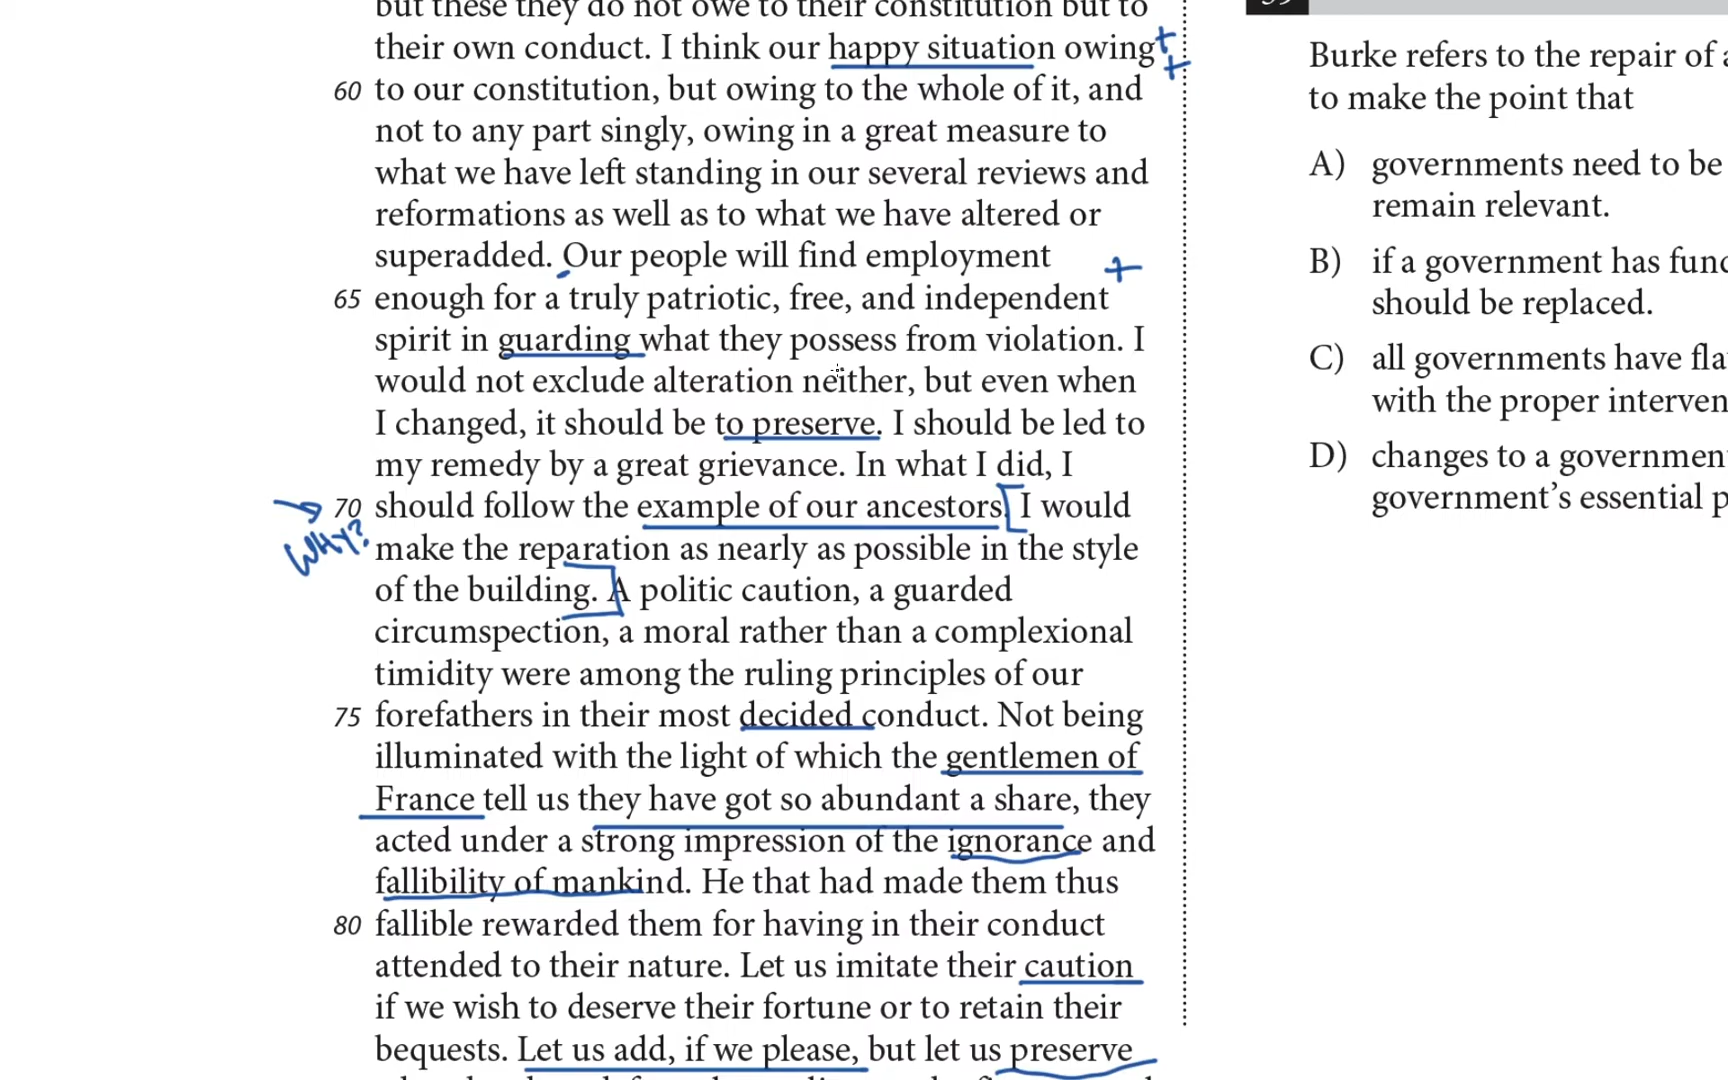 but these they do not owe to their constitution but to
their own conduct. I think our happy situation owing
60 to our constitution, but owing to the whole of it, and
not to any part singly, owing in a great measure to
what we have left standing in our several reviews and
reformations as well as to what we have altered or
superadded. Our people will find employment
65 enough for a truly patriotic, free, and independent
spirit in guarding what they possess from violation. I
would not exclude alteration neither, but even when
I changed, it should be to preserve. I should be led to
my remedy by a great grievance. In what I did, I
70 should follow the example of our ancestors. I would
WHY?
make the reparation as nearly as possible in the style
of the building. A politic caution, a guarded
circumspection, a moral rather than a complexional
timidity were among the ruling principles of our
75 forefathers in their most decided conduct. Not being
illuminated with the light of which the gentlemen of
France tell us they have got so abundant a share, they
acted under a strong impression of the ignorance and
fallibility of mankind. He that had made them thus
80 fallible rewarded them for having in their conduct
attended to their nature. Let us imitate their caution
if we wish to deserve their fortune or to retain their
bequests. Let us add, if we please, but let us preserve
Burke refers to the repair of a
to make the point that
A) governments need to be
remain relevant.
B) if a government has fund
should be replaced.
C) all governments have fla
with the proper interven
D) changes to a governmen
government's essential p